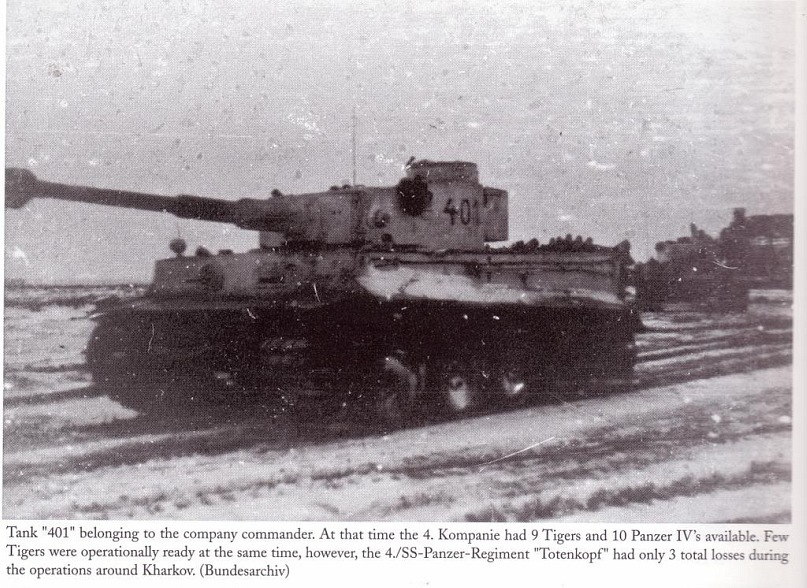 401
Tank "401" belonging to the company commander. At that time the 4. Kompanie had 9 Tigers and 10 Panzer IV's available. Few
Tigers were operationally ready at the same time, however, the 4./SS-Panzer-Regiment "Totenkopf" had only 3 total losses during
the operations around Kharkov. (Bundesarchiv)